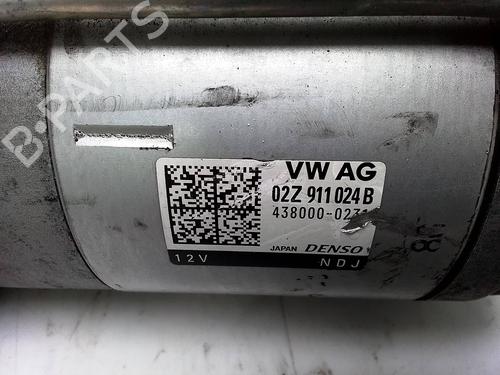 B-PARTS
VW AG
02Z 911 024 B
JAPAN DENSO
12V NDJ